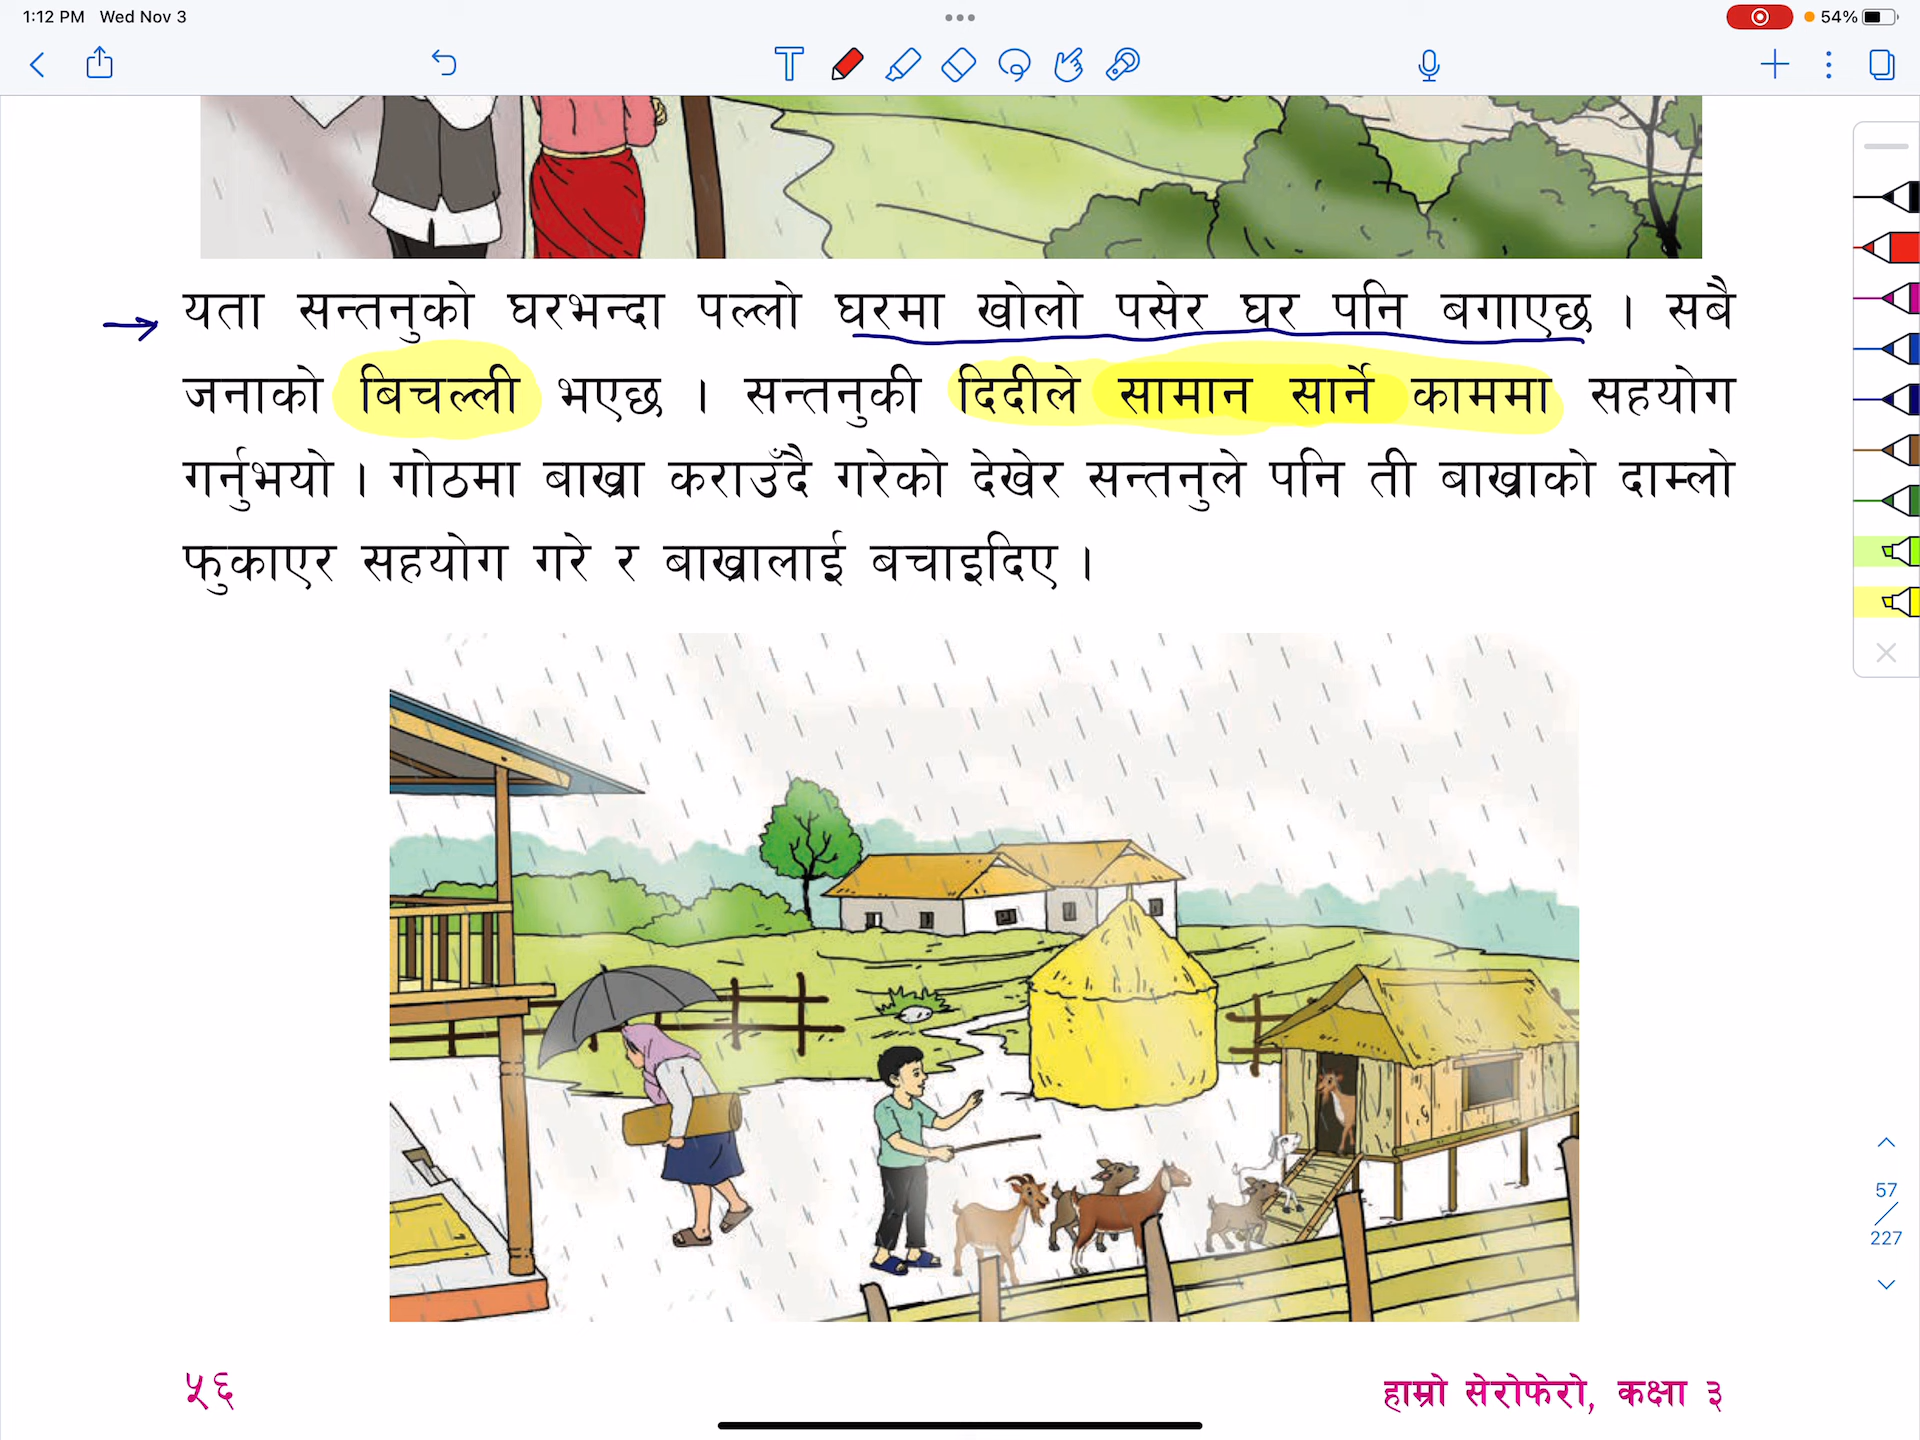 1:12 PM Wed Nov 3
54%
यता सन्तनुको घरभन्दा पल्लो घरमा खोलो पसेर घर पनि बगाएछ । सबै
जनाको बिचल्ली भएछ । सन्तनुकी दिदीले सामान सार्ने काममा सहयोग
गर्नुभयो । गोठमा बाख्रा कराउँदै गरेको देखेर सन्तनुले पनि ती बाख्राको दाम्लो
फुकाएर सहयोग गरे र बाख्रालाई बचाइदिए ।
57
/
227
५६
हाम्रो सेरोफेरो, कक्षा ३